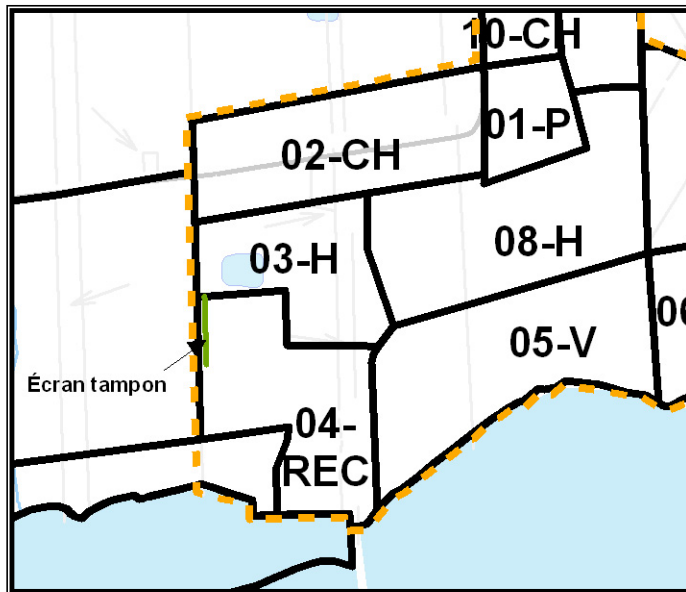 10-CH
01-P
02-CH
03-H
08-H
05-V
Écran tampon
04-
REC